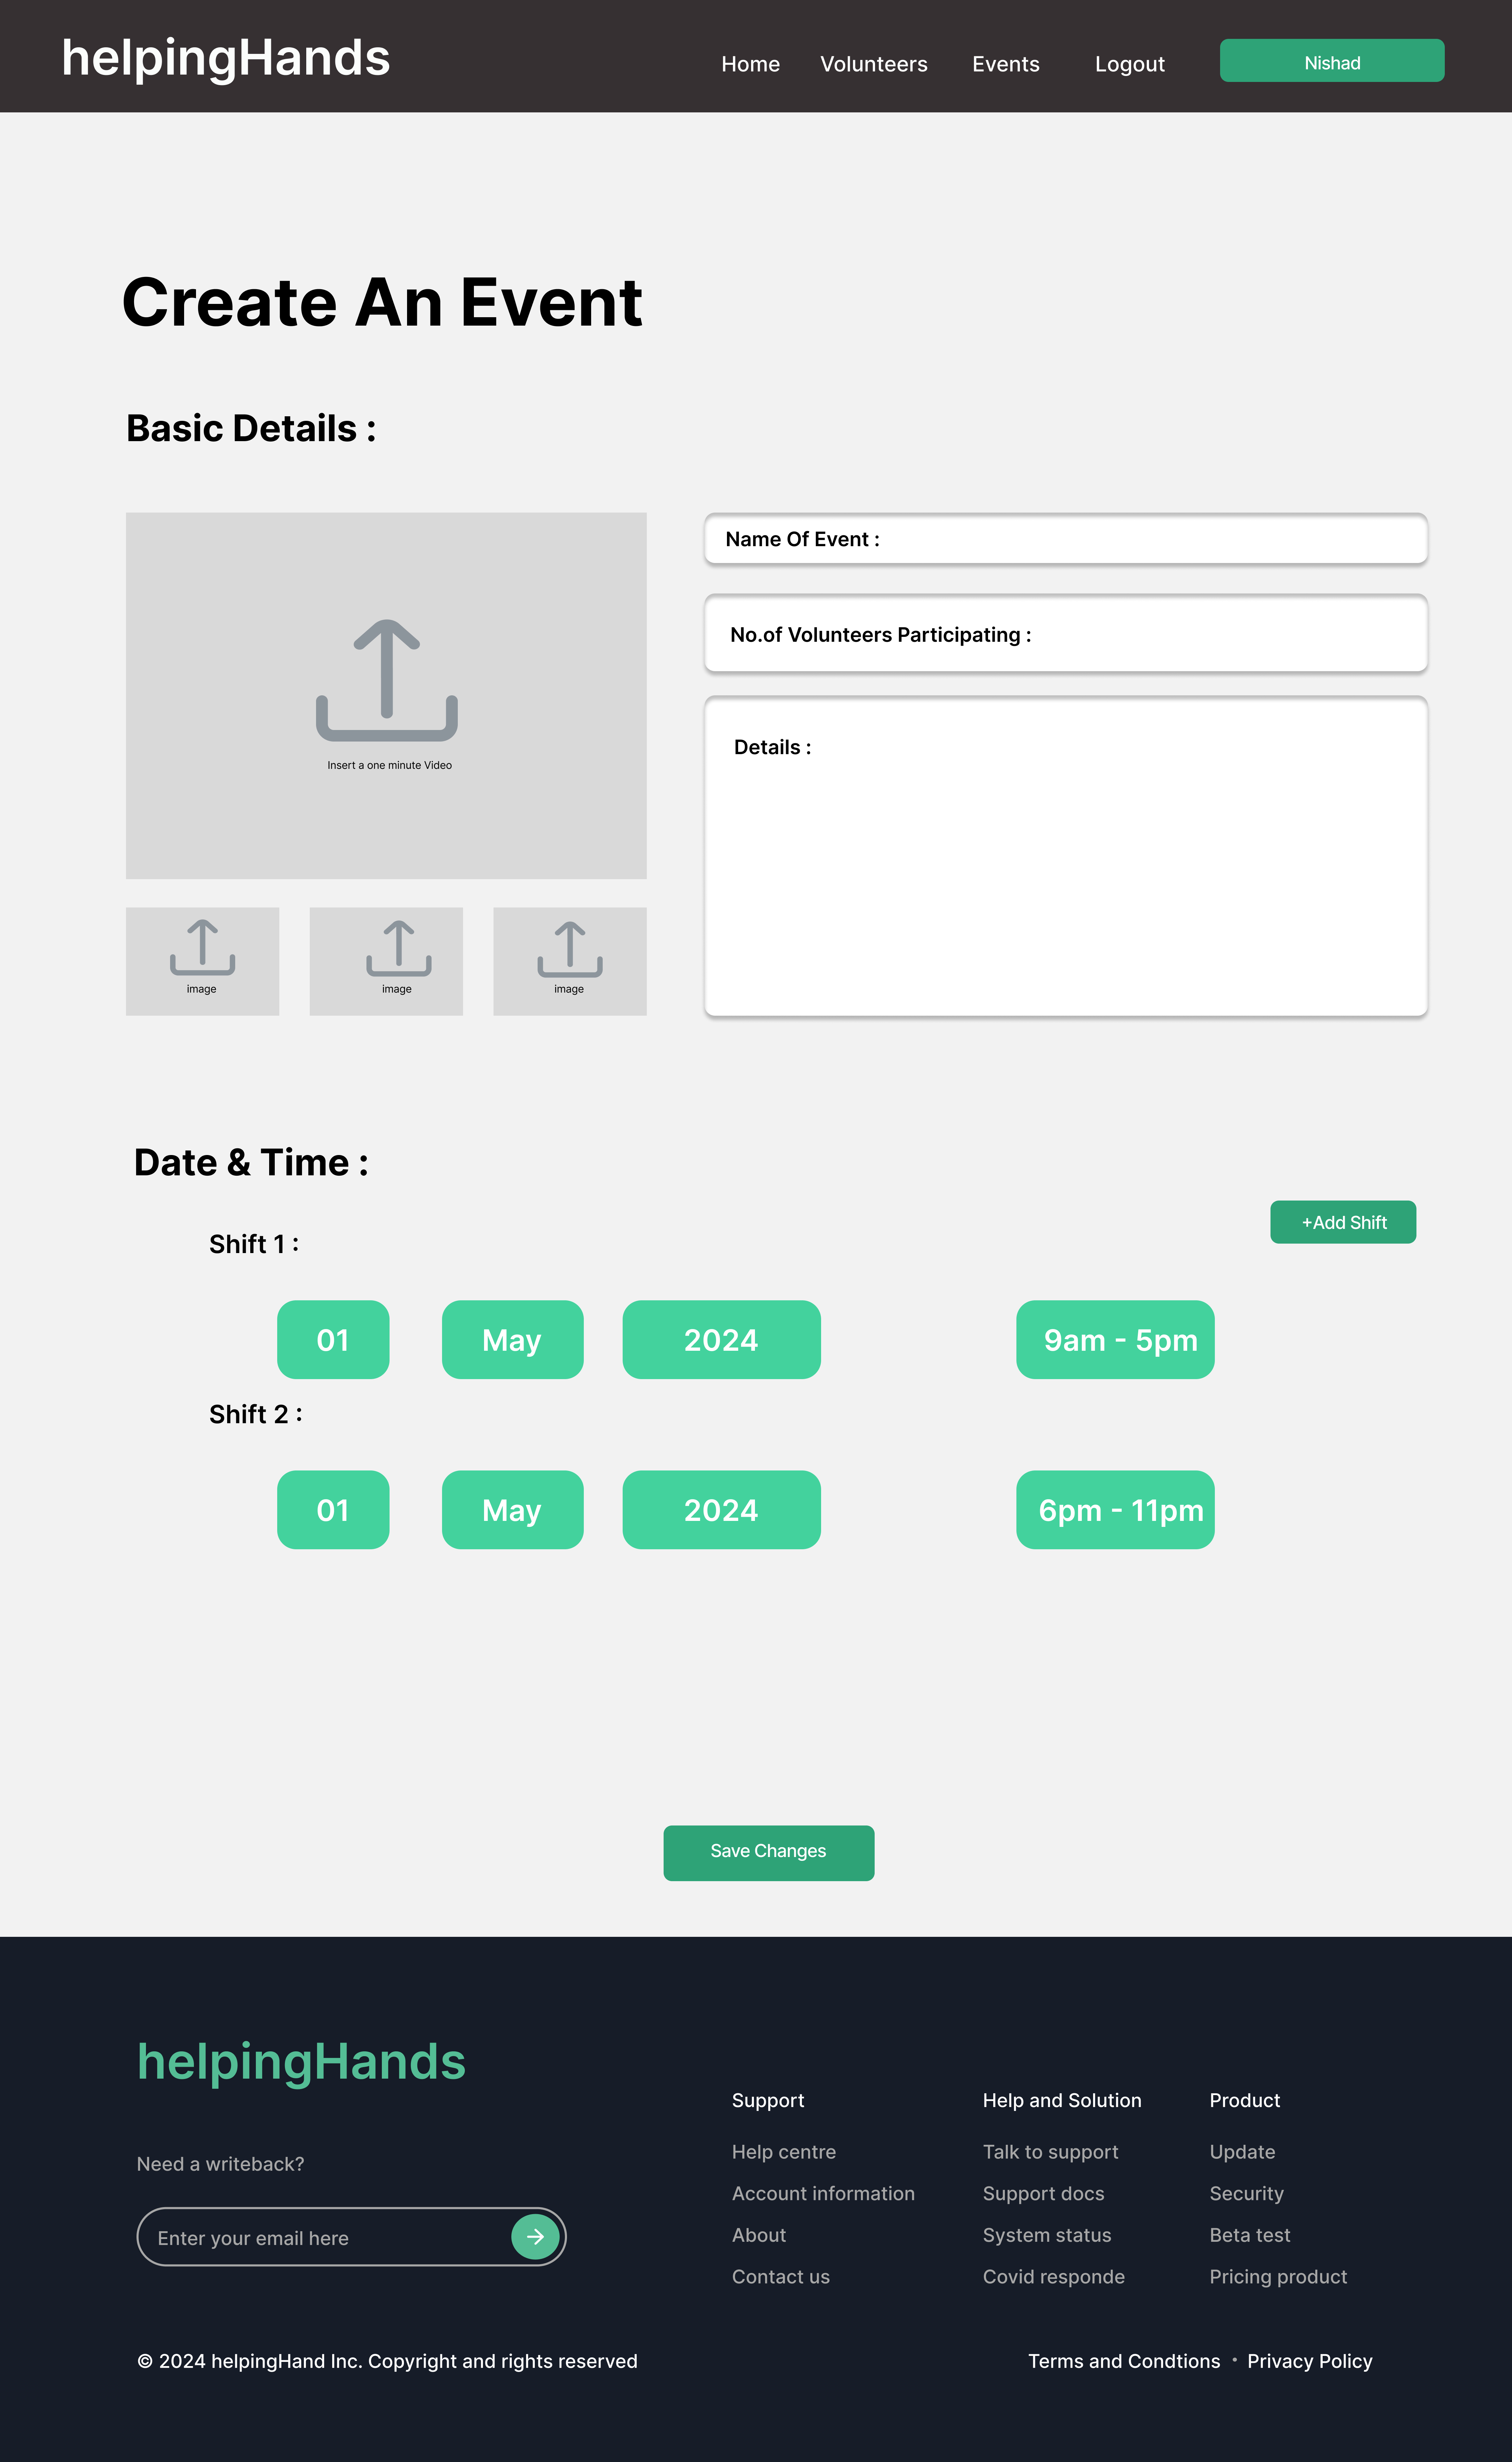 helpingHands
Home Volunteers Events Logout Nishad
Create An Event
Basic Details :
Insert a one minute Video
image image image
Name Of Event :
No.of Volunteers Participating :
Details :
Date & Time :
+Add Shift
Shift 1 :
01 May 2024 9am - 5pm
Shift 2 :
01 May 2024 6pm - 11pm
Save Changes
helpingHands
Need a writeback?
Enter your email here
Support
Help centre
Account information
About
Contact us
Help and Solution
Talk to support
Support docs
System status
Covid responde
Product
Update
Security
Beta test
Pricing product
© 2024 helpingHand Inc. Copyright and rights reserved
Terms and Condtions • Privacy Policy